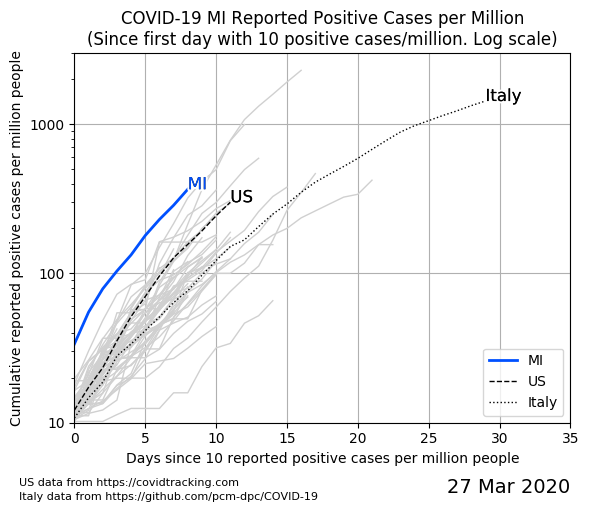 COVID-19 MI Reported Positive Cases per Million
(Since first day with 10 positive cases/million. Log scale)
Cumulative reported positive cases per million people
1000
100
10
Italy
MI
US
MI
US
Italy
0 5 10 15 20 25 30 35
Days since 10 reported positive cases per million people
US data from https://covidtracking.com
Italy data from https://github.com/pcm-dpc/COVID-19
27 Mar 2020